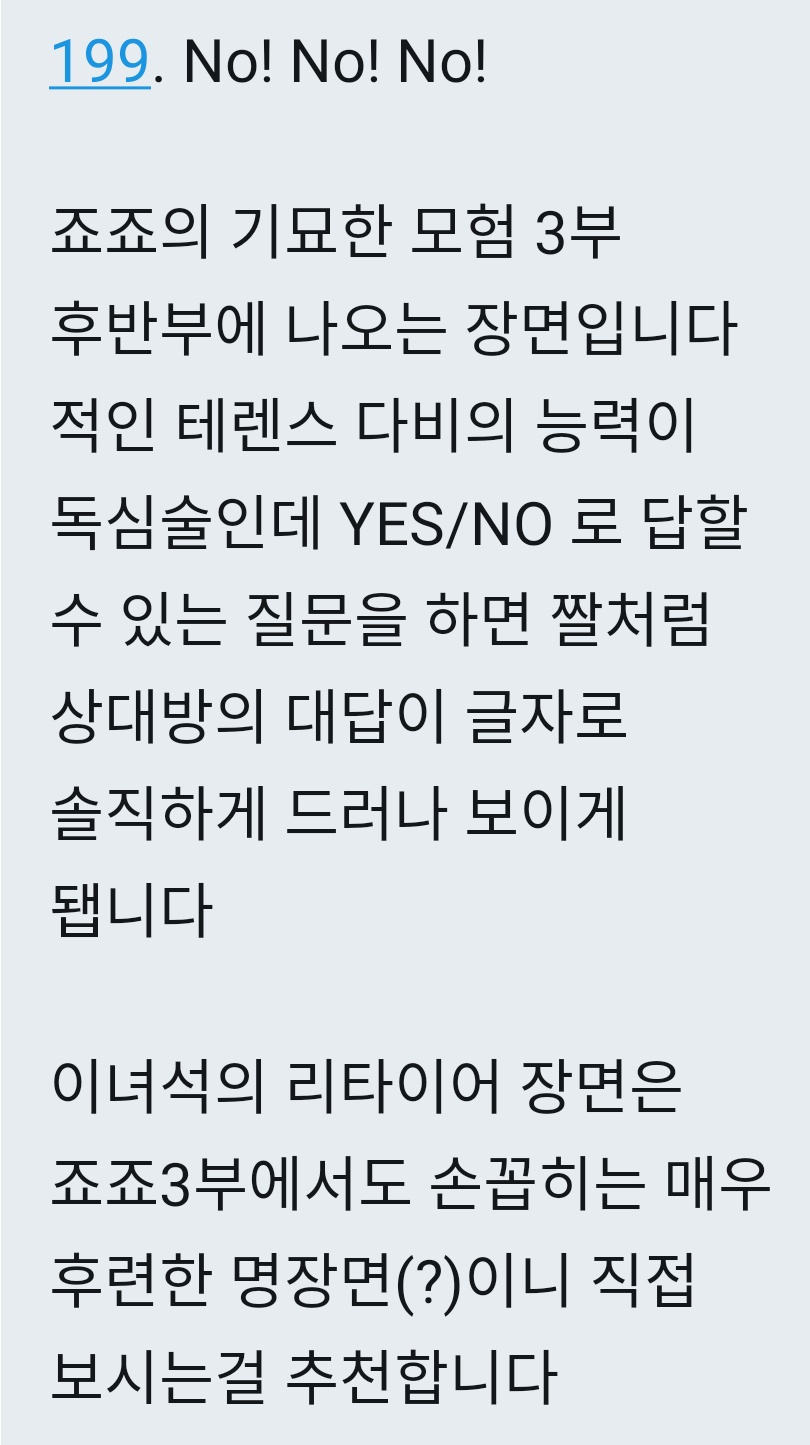 199. No! No! No!
죠죠의 기묘한 모험 3부
후반부에 나오는 장면입니다
적인 테렌스 다비의 능력이
독심술인데 YES/NO 로 답할
수 있는 질문을 하면 짤처럼
상대방의 대답이 글자로
솔직하게 드러나 보이게
됍니다
이녀석의 리타이어 장면은
죠죠3부에서도 손꼽히는 매우
후련한 명장면(?)이니 직접
보시는걸 추천합니다